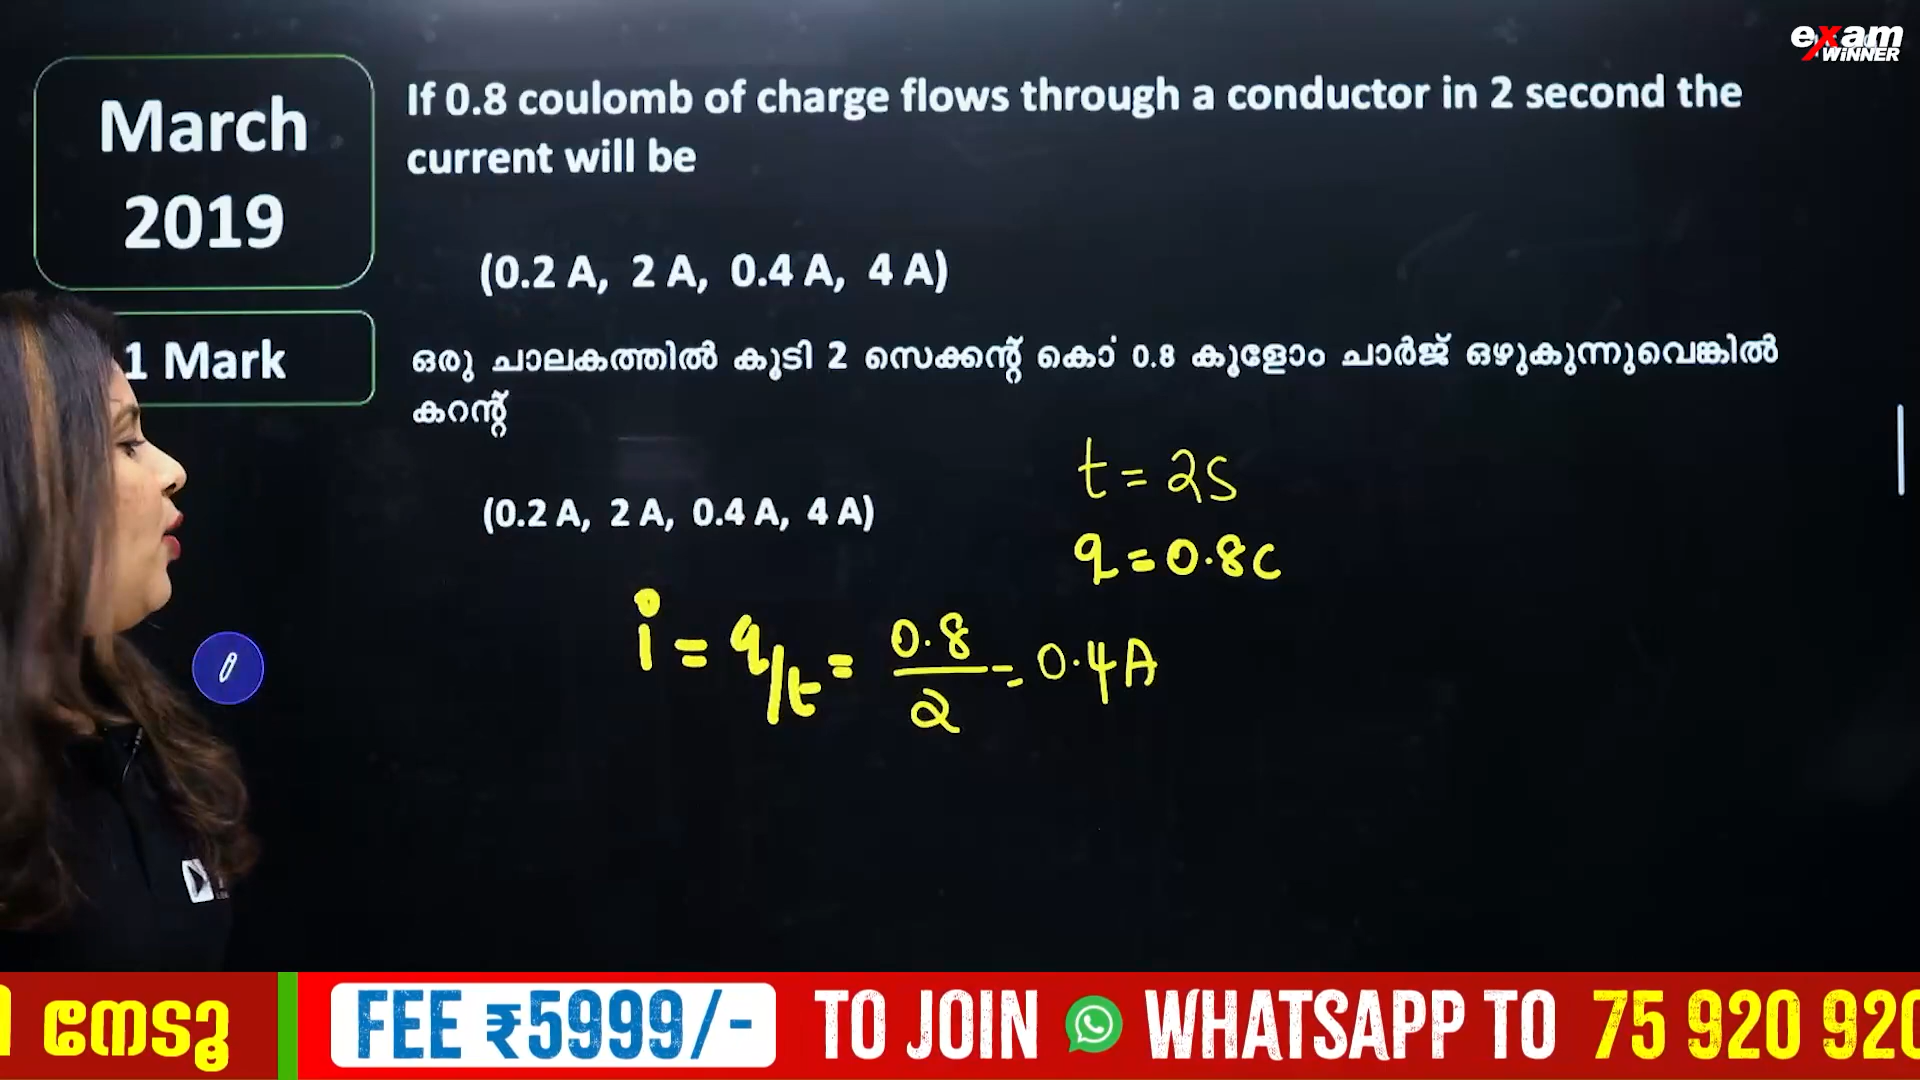 exam
WINNER
March
2019
1 Mark
If 0.8 coulomb of charge flows through a conductor in 2 second the
current will be
(0.2 A, 2 A, 0.4 A, 4 A)
ഒരു ചാലകത്തിൽ കൂടി 2 സെക്കന്റ് കൊ 0.8 കൂളോം ചാർജ് ഒഴുകുന്നുവെങ്കിൽ
കറന്റ്
(0.2 A, 2 A, 0.4 A, 4 A)
t = 2s
q = 0.8c
i = q/t = 0.8/2 = 0.4A
നേടൂ FEE ₹5999/- TO JOIN WHATSAPP TO 75 920 920